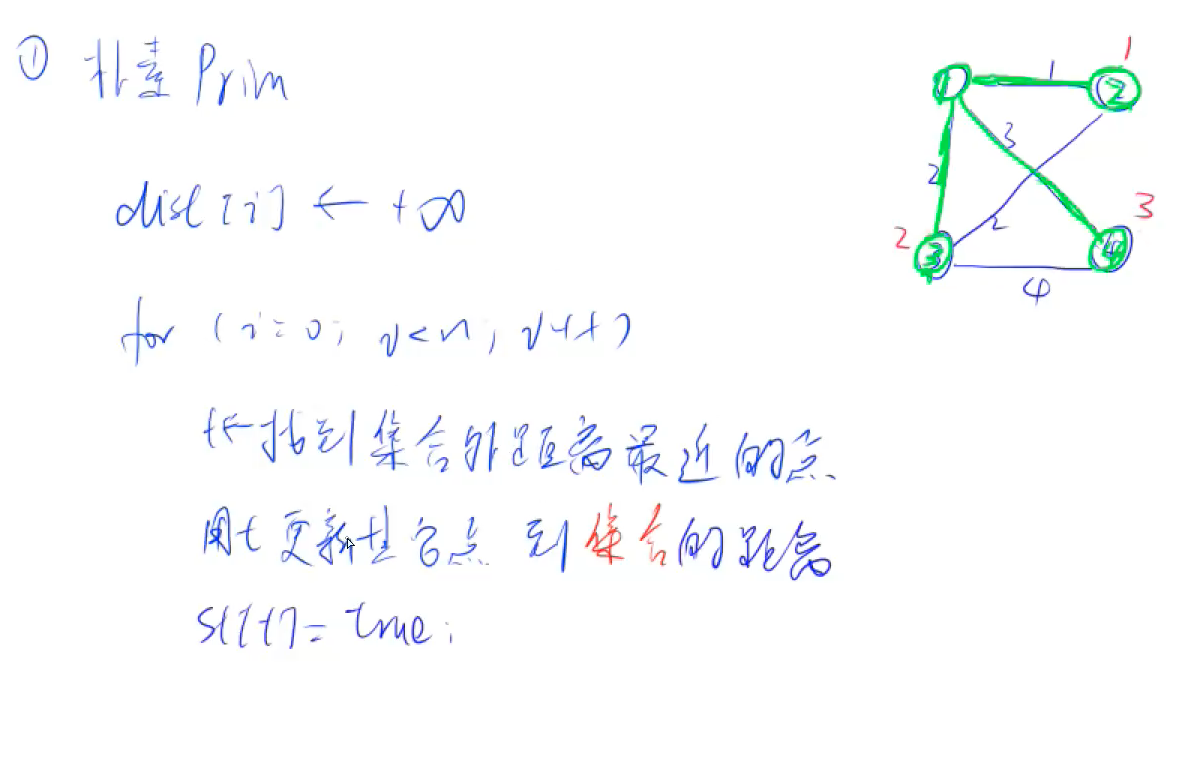 ① 朴素 Prim
dist[i] ← +∞
for (i=0; i<n; i++)
t←找到集合外距离最近的点
用t更新其它点 到集合的距离
st[t]=true;
1
1
2
3
2
3
2
3
2
3
4
4